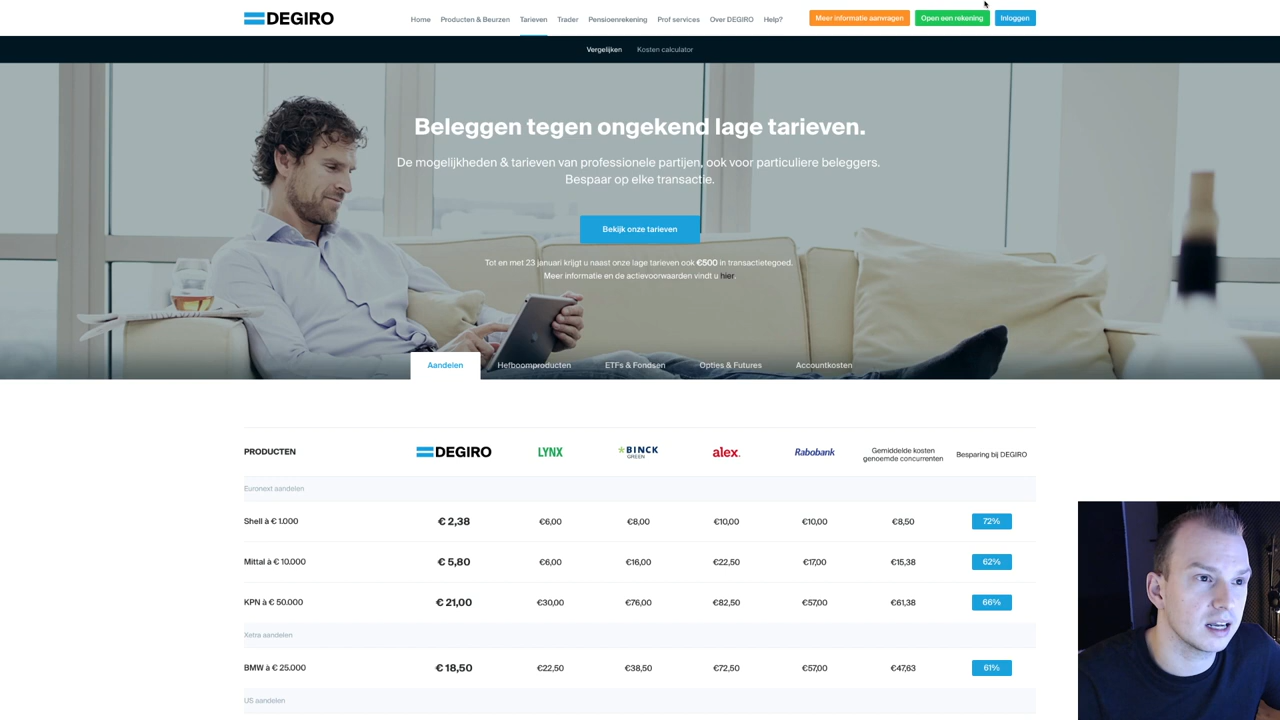 DEGIRO
Home Producten & Beurzen Tarieven Trader Pensioenrekening Prof services Over DEGIRO Help?
Meer informatie aanvragen Open een rekening Inloggen
Vergelijken Kosten calculator
Beleggen tegen ongekend lage tarieven.
De mogelijkheden & tarieven van professionele partijen, ook voor particuliere beleggers.
Bespaar op elke transactie.
Bekijk onze tarieven
Tot en met 23 januari krijgt u naast onze lage tarieven ook €500 in transactietegoed.
Meer informatie en de actievoorwaarden vindt u hier.
Aandelen Hefboomproducten ETFs & Fondsen Opties & Futures Accountkosten
PRODUCTEN DEGIRO LYNX BINCK GREEN alex. Rabobank Gemiddelde kosten genoemde concurrenten Besparing bij DEGIRO
Euronext aandelen
Shell à € 1.000 € 2,38 €6,00 €8,00 €10,00 €10,00 €8,50 72%
Mittal à € 10.000 € 5,80 €6,00 €16,00 €22,50 €17,00 €15,38 62%
KPN à € 50.000 € 21,00 €30,00 €76,00 €82,50 €57,00 €61,38 66%
Xetra aandelen
BMW à € 25.000 € 18,50 €22,50 €38,50 €72,50 €57,00 €47,63 61%
US aandelen